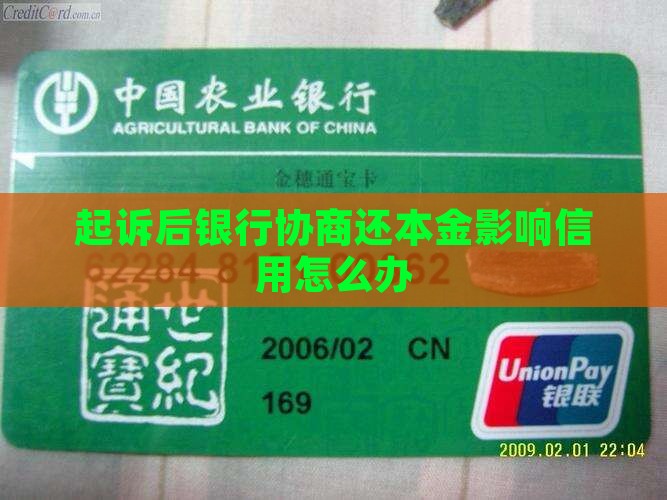 CreditCard.com.cn
中国农业银行
AGRICULTURAL BANK OF CHINA
金穗通宝卡
起诉后银行协商还本金影响信
用怎么办
世紀
通寶
2006/02 CN
169
UnionPay
银联
2009.02.01 22:04